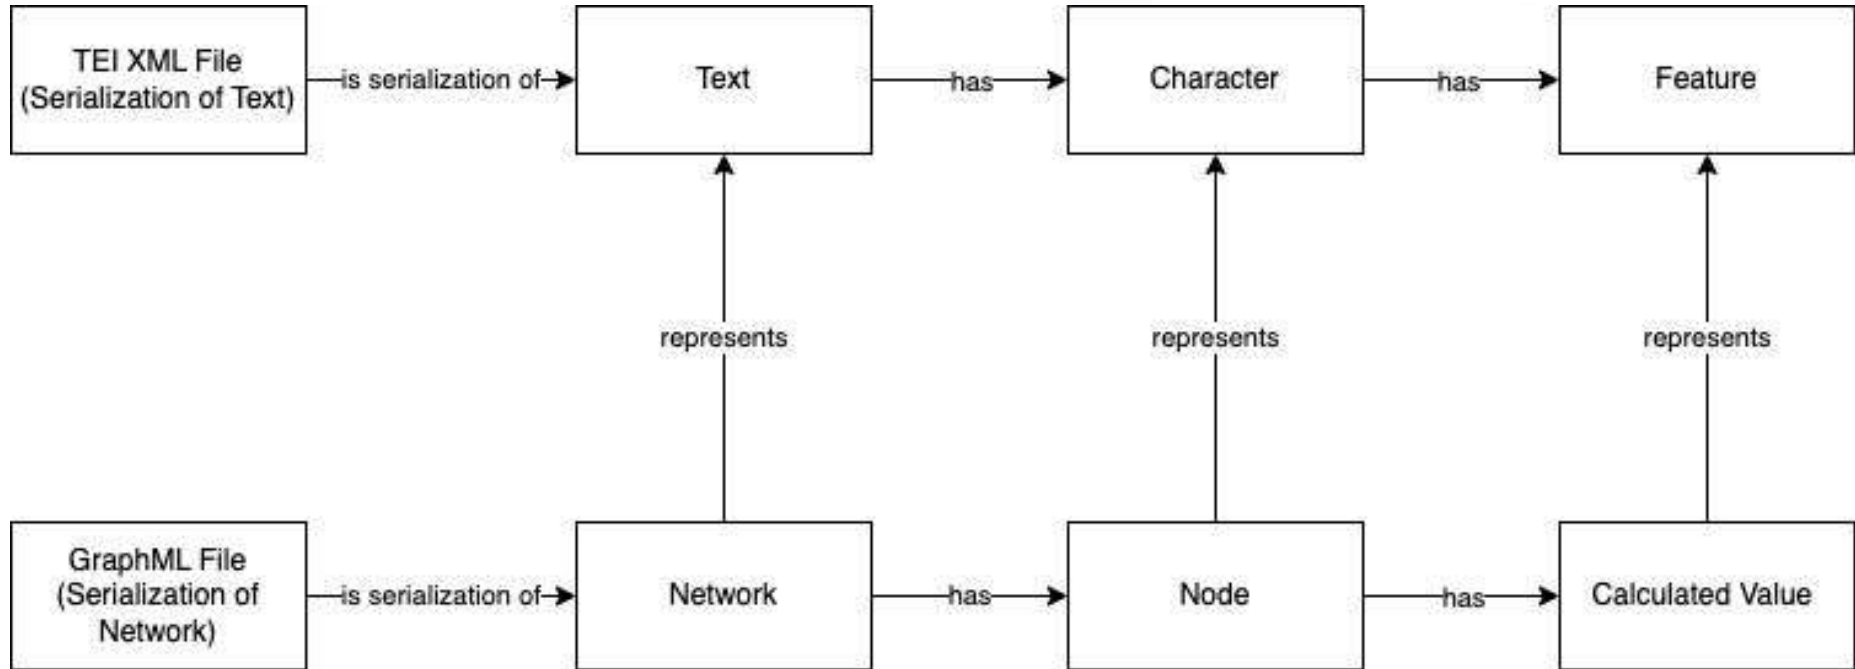 TEI XML File
(Serialization of Text)
is serialization of
Text
has
Character
has
Feature
represents
represents
represents
GraphML File
(Serialization of
Network)
is serialization of
Network
has
Node
has
Calculated Value